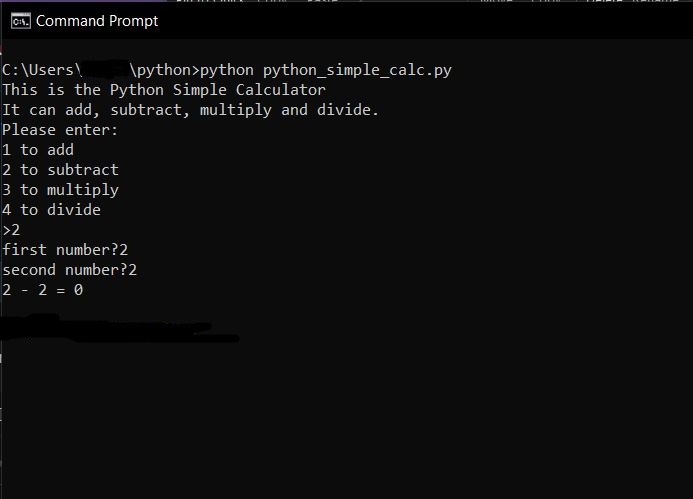 Command Prompt
C:\Users\ \python>python python_simple_calc.py
This is the Python Simple Calculator
It can add, subtract, multiply and divide.
Please enter:
1 to add
2 to subtract
3 to multiply
4 to divide
>2
first number?2
second number?2
2 - 2 = 0